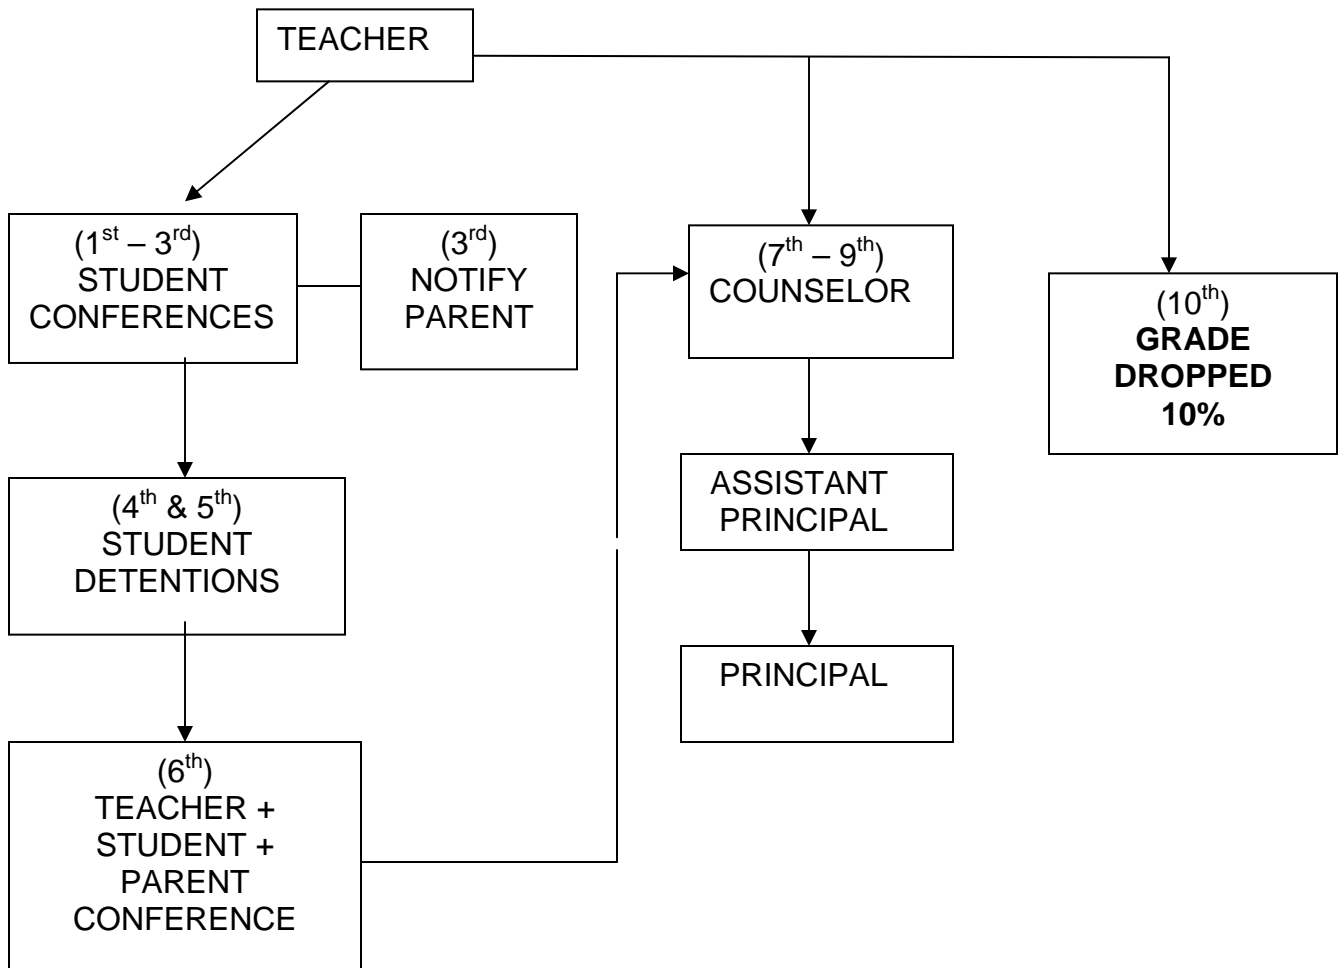 TEACHER
(1st – 3rd)
STUDENT
CONFERENCES
(3rd)
NOTIFY
PARENT
(7th – 9th)
COUNSELOR
(10th)
GRADE
DROPPED
10%
(4th & 5th)
STUDENT
DETENTIONS
ASSISTANT
PRINCIPAL
PRINCIPAL
(6th)
TEACHER +
STUDENT +
PARENT
CONFERENCE